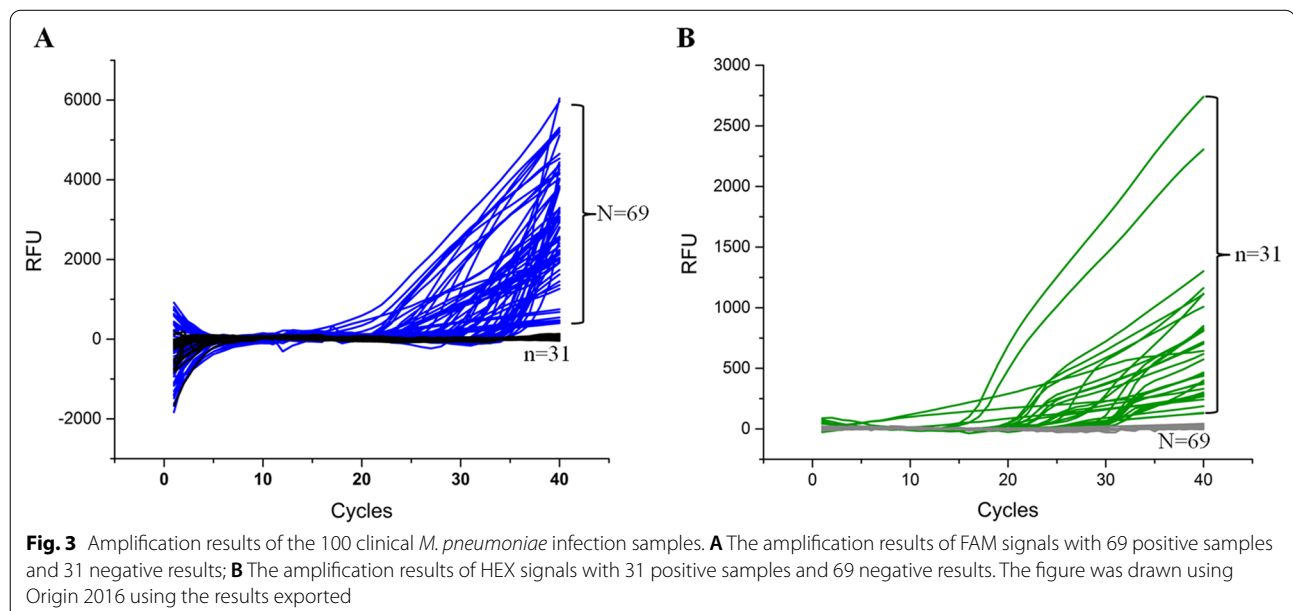 A
RFU
6000
4000
2000
0
-2000
N=69
n=31
0 10 20 30 40
Cycles
B
RFU
3000
2500
2000
1500
1000
500
0
n=31
N=69
0 10 20 30 40
Cycles
Fig. 3 Amplification results of the 100 clinical M. pneumoniae infection samples. A The amplification results of FAM signals with 69 positive samples
and 31 negative results; B The amplification results of HEX signals with 31 positive samples and 69 negative results. The figure was drawn using
Origin 2016 using the results exported